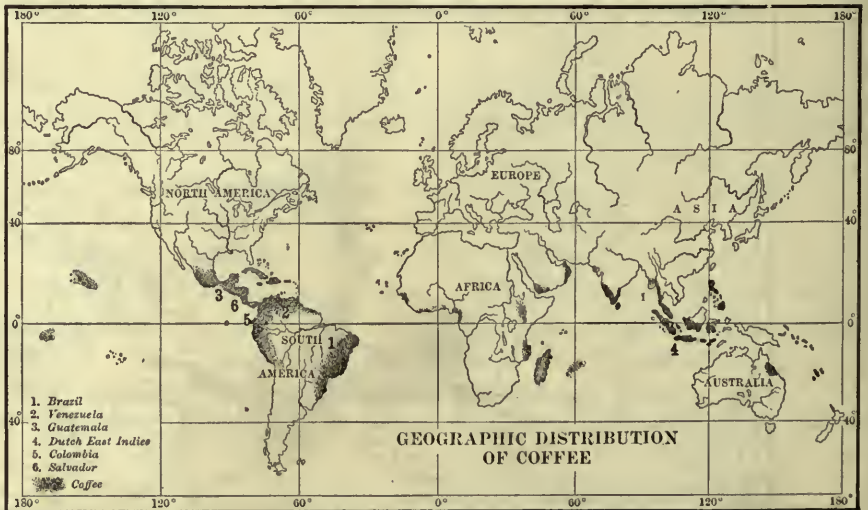 180° 120° 60° 0° 60° 120° 180°
NORTH AMERICA
EUROPE
ASIA
80° 80°
40° 40°
AFRICA
3
6
2
1
5
0° 0°
SOUTH 1
AMERICA
4
AUSTRALIA
40° 40°
1. Brazil
2. Venezuela
3. Guatemala
4. Dutch East Indies
5. Colombia
6. Salvador
Coffee
GEOGRAPHIC DISTRIBUTION
OF COFFEE
180° 120° 60° 0° 60° 120° 180°